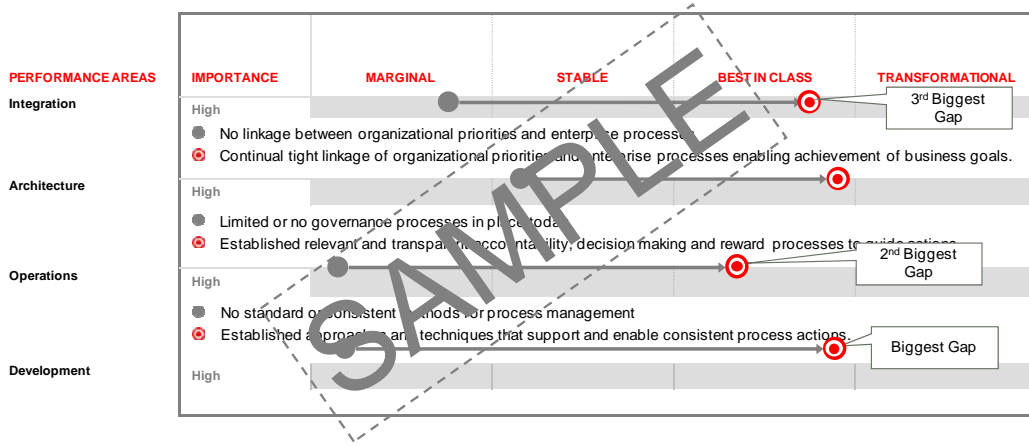 PERFORMANCE AREAS IMPORTANCE MARGINAL STABLE BEST IN CLASS TRANSFORMATIONAL
Integration
High
3rd Biggest
Gap
No linkage between organizational priorities and enterprise processes
Continual tight linkage of organizational priorities and enterprise processes enabling achievement of business goals.
Architecture
High
Limited or no governance processes in place today
Established relevant and transparent accountability, decision making and reward processes to guide actions
2nd Biggest
Gap
Operations
High
No standard or consistent methods for process management
Established approaches and techniques that support and enable consistent process actions.
Biggest Gap
Development
High
SAMPLE